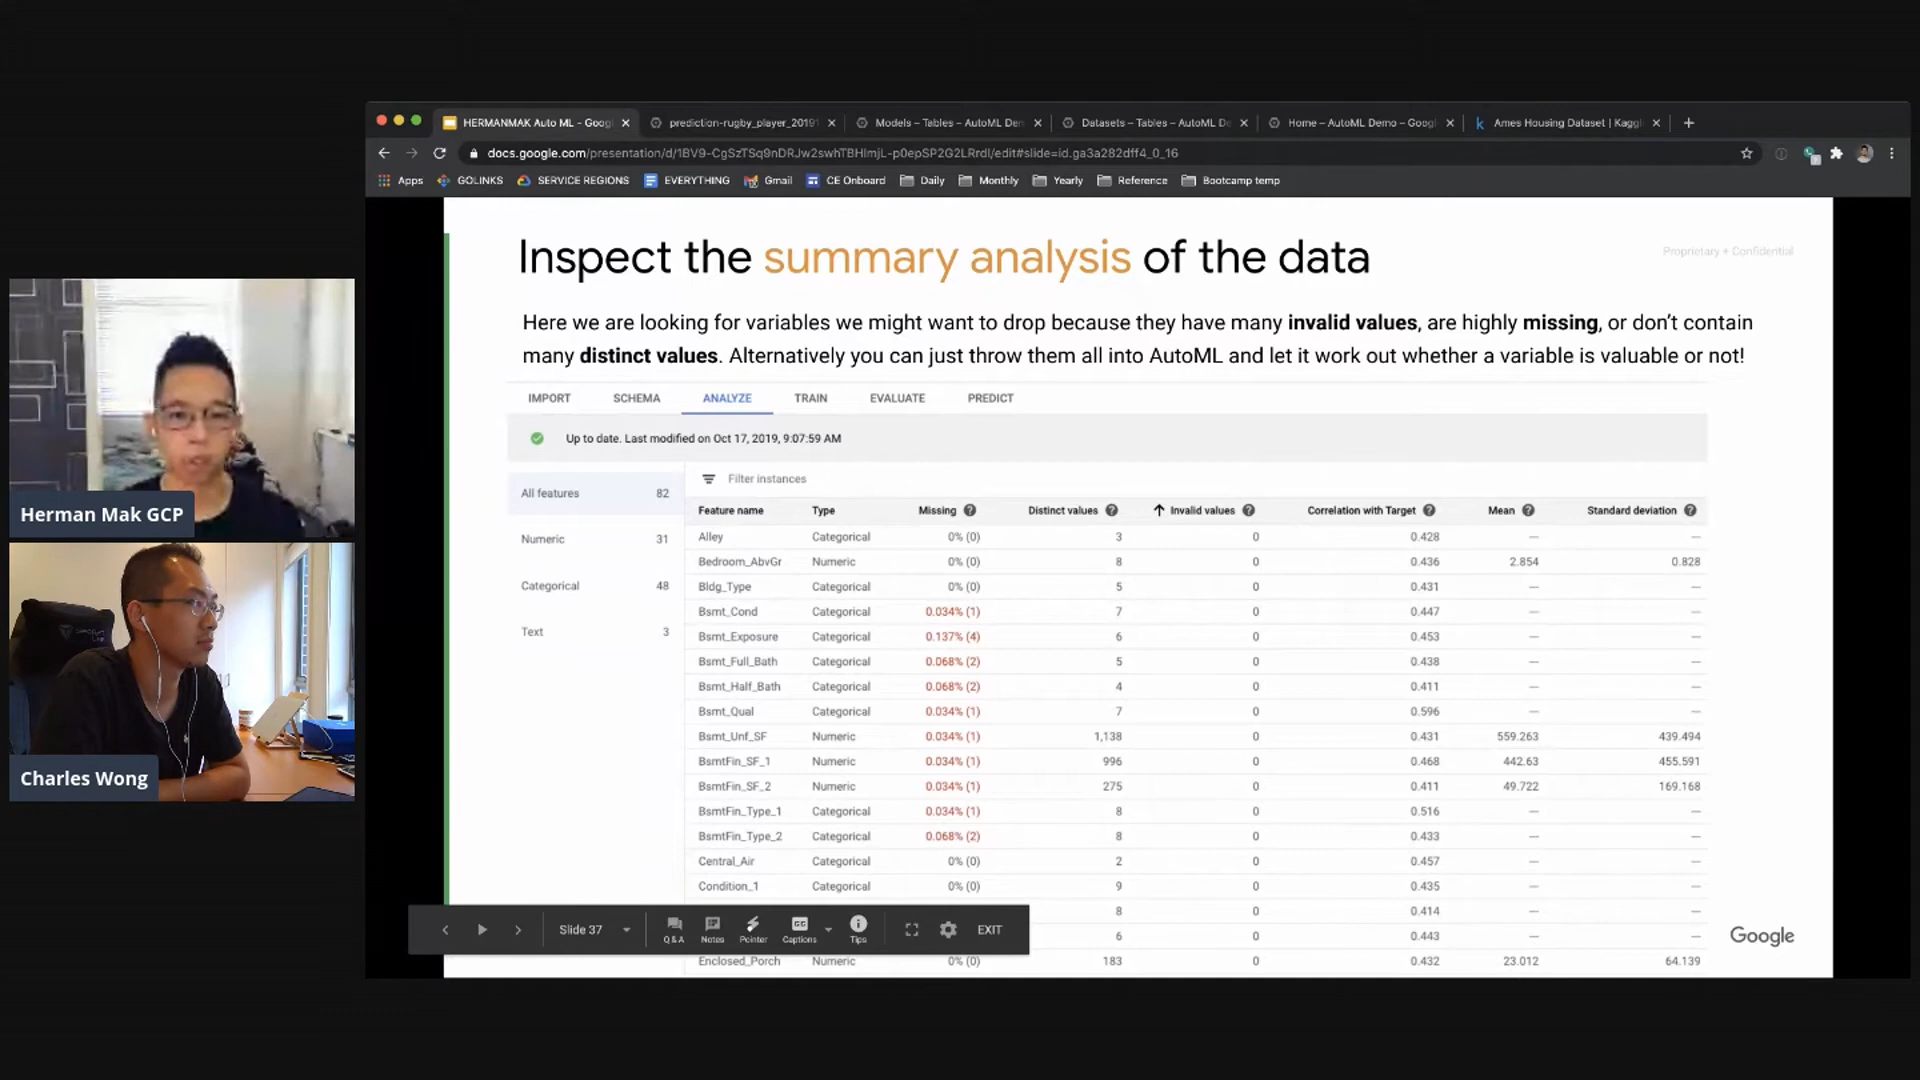 HERMANMAK Auto ML - Googl
prediction-rugby_player_20191
Models – Tables – AutoML Den
Datasets – Tables – AutoML De
Home – AutoML Demo – Googl
Ames Housing Dataset | Kaggl
docs.google.com/presentation/d/1BV9-CgSzTSq9nDRJw2swhTBHImjL-p0epSP2G2LRrdI/edit#slide=id.ga3a282dff4_0_16
Apps GOLINKS SERVICE REGIONS EVERYTHING Gmail CE Onboard Daily Monthly Yearly Reference Bootcamp temp
Inspect the summary analysis of the data
Proprietary + Confidential
Here we are looking for variables we might want to drop because they have many invalid values, are highly missing, or don’t contain
many distinct values. Alternatively you can just throw them all into AutoML and let it work out whether a variable is valuable or not!
IMPORT SCHEMA ANALYZE TRAIN EVALUATE PREDICT
Up to date. Last modified on Oct 17, 2019, 9:07:59 AM
All features 82
Numeric 31
Categorical 48
Text 3
Filter instances
Feature name Type Missing Distinct values Invalid values Correlation with Target Mean Standard deviation
Alley Categorical 0% (0) 3 0 0.428 — —
Bedroom_AbvGr Numeric 0% (0) 8 0 0.436 2.854 0.828
Bldg_Type Categorical 0% (0) 5 0 0.431 — —
Bsmt_Cond Categorical 0.034% (1) 7 0 0.447 — —
Bsmt_Exposure Categorical 0.137% (4) 6 0 0.453 — —
Bsmt_Full_Bath Categorical 0.068% (2) 5 0 0.438 — —
Bsmt_Half_Bath Categorical 0.068% (2) 4 0 0.411 — —
Bsmt_Qual Categorical 0.034% (1) 7 0 0.596 — —
Bsmt_Unf_SF Numeric 0.034% (1) 1,138 0 0.431 559.263 439.494
BsmtFin_SF_1 Numeric 0.034% (1) 996 0 0.468 442.63 455.591
BsmtFin_SF_2 Numeric 0.034% (1) 275 0 0.411 49.722 169.168
BsmtFin_Type_1 Categorical 0.034% (1) 8 0 0.516 — —
BsmtFin_Type_2 Categorical 0.068% (2) 8 0 0.433 — —
Central_Air Categorical 0% (0) 2 0 0.457 — —
Condition_1 Categorical 0% (0) 9 0 0.435 — —
8 0 0.414 — —
6 0 0.443 — —
Enclosed_Porch Numeric 0% (0) 183 0 0.432 23.012 64.139
Slide 37
Q&A Notes Pointer Captions Tips
EXIT
Google
Herman Mak GCP
Charles Wong